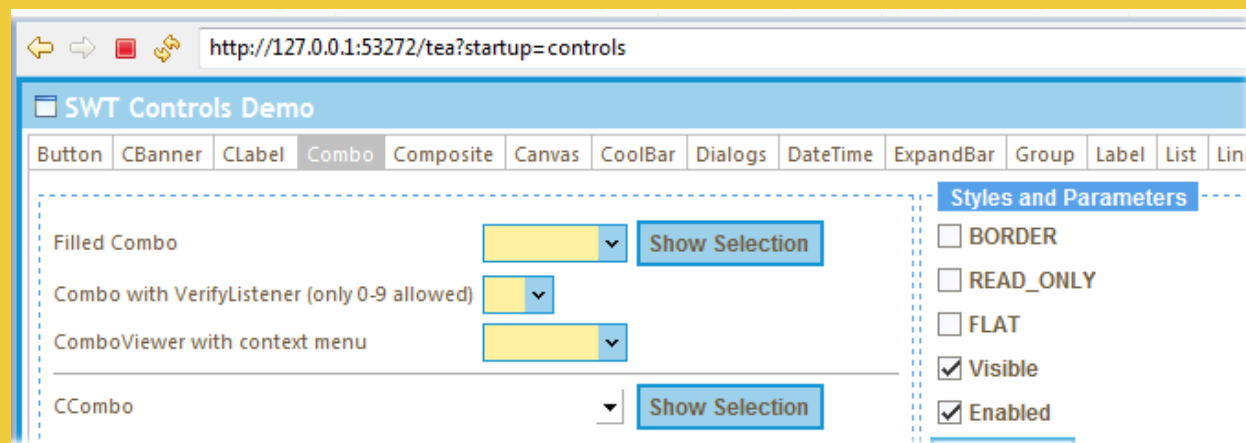 http://127.0.0.1:53272/tea?startup=controls
SWT Controls Demo
Button CBanner CLabel Combo Composite Canvas CoolBar Dialogs DateTime ExpandBar Group Label List Lin
Styles and Parameters
Filled Combo Show Selection
BORDER
Combo with VerifyListener (only 0-9 allowed)
READ_ONLY
ComboViewer with context menu
FLAT
Visible
CCombo Show Selection
Enabled